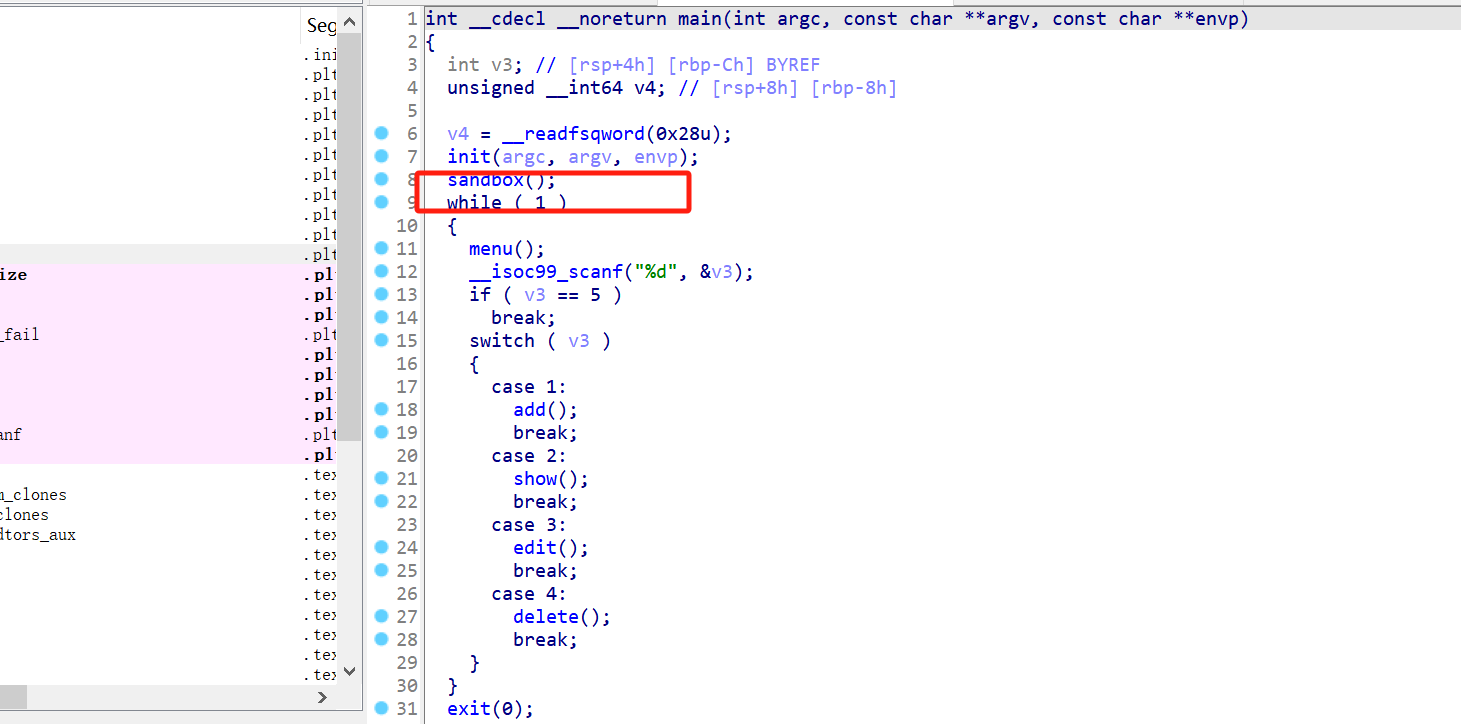 Seg
.ini
.plt
.plt
.plt
.plt
.plt
.plt
.plt
.plt
.plt
.plt
ize .pl
.pl
.pl
_fail .plt
.pl
.pl
.pl
.pl
anf .plt
.pl
.tex
m_clones .tex
clones .tex
dtors_aux .tex
.tex
.tex
.tex
.tex
.tex
.tex
.tex
1 int __cdecl __noreturn main(int argc, const char **argv, const char **envp)
2 {
3 int v3; // [rsp+4h] [rbp-Ch] BYREF
4 unsigned __int64 v4; // [rsp+8h] [rbp-8h]
5
6 v4 = __readfsqword(0x28u);
7 init(argc, argv, envp);
8 sandbox();
9 while ( 1 )
10 {
11 menu();
12 __isoc99_scanf("%d", &v3);
13 if ( v3 == 5 )
14 break;
15 switch ( v3 )
16 {
17 case 1:
18 add();
19 break;
20 case 2:
21 show();
22 break;
23 case 3:
24 edit();
25 break;
26 case 4:
27 delete();
28 break;
29 }
30 }
31 exit(0);